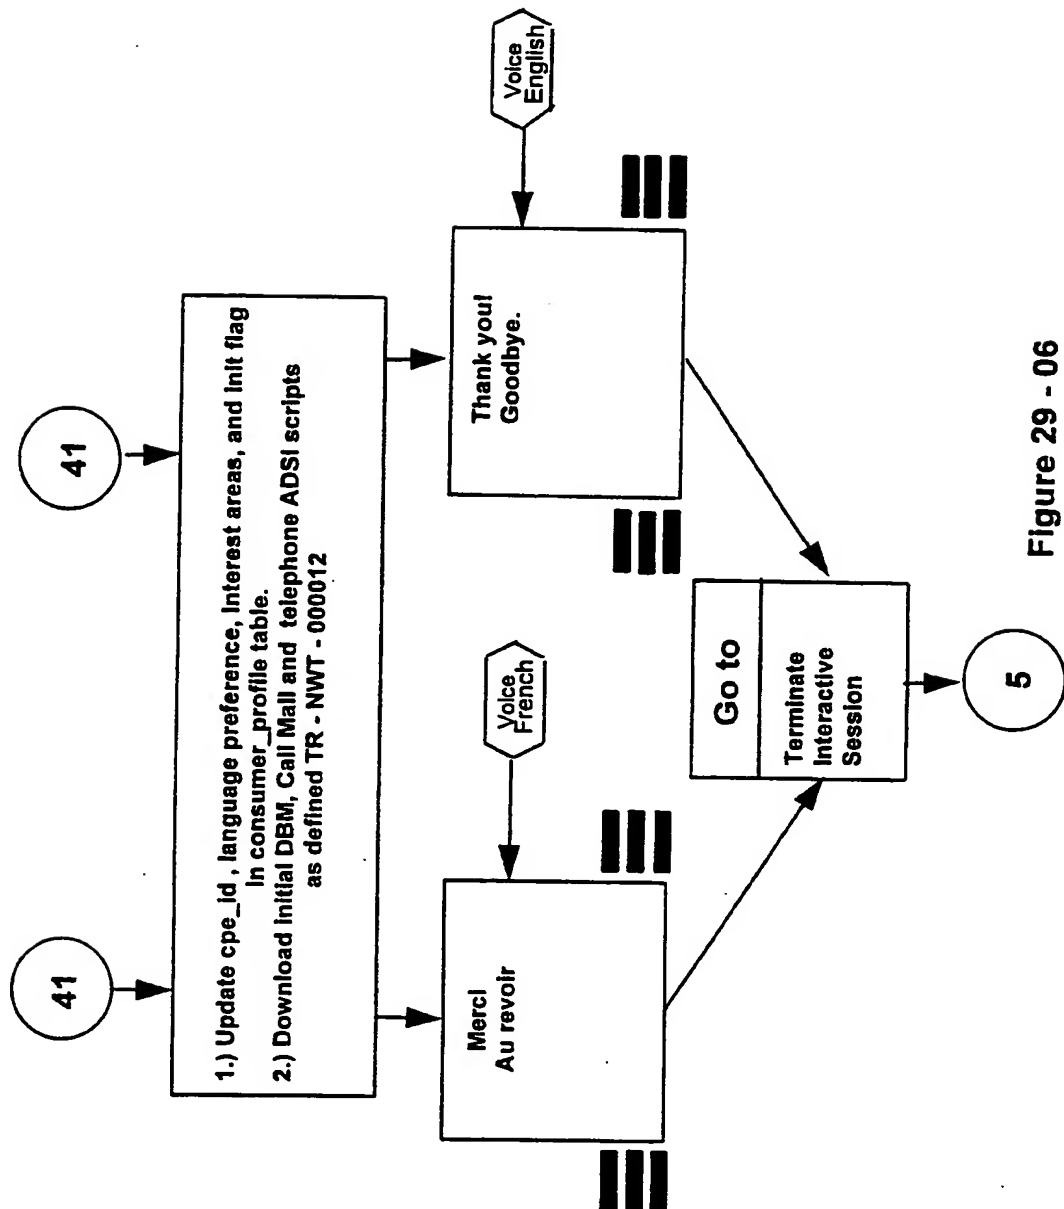 41
41
1.) Update cpe_id , language preference, Interest areas, and Init flag
In consumer_profile table.
2.) Download Initial DBM, Call Mall and telephone ADSI scripts
as defined TR - NWT - 000012
Merci
Au revoir
Voice
French
Thank you!
Goodbye.
Voice
English
Go to
Terminate
Interactive
Session
5
Figure 29 - 06